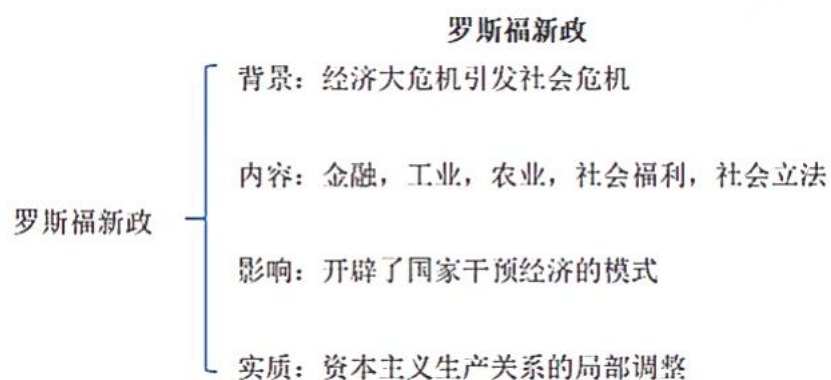 罗斯福新政
背景：经济大危机引发社会危机
内容：金融，工业，农业，社会福利，社会立法
罗斯福新政
影响：开辟了国家干预经济的模式
实质：资本主义生产关系的局部调整